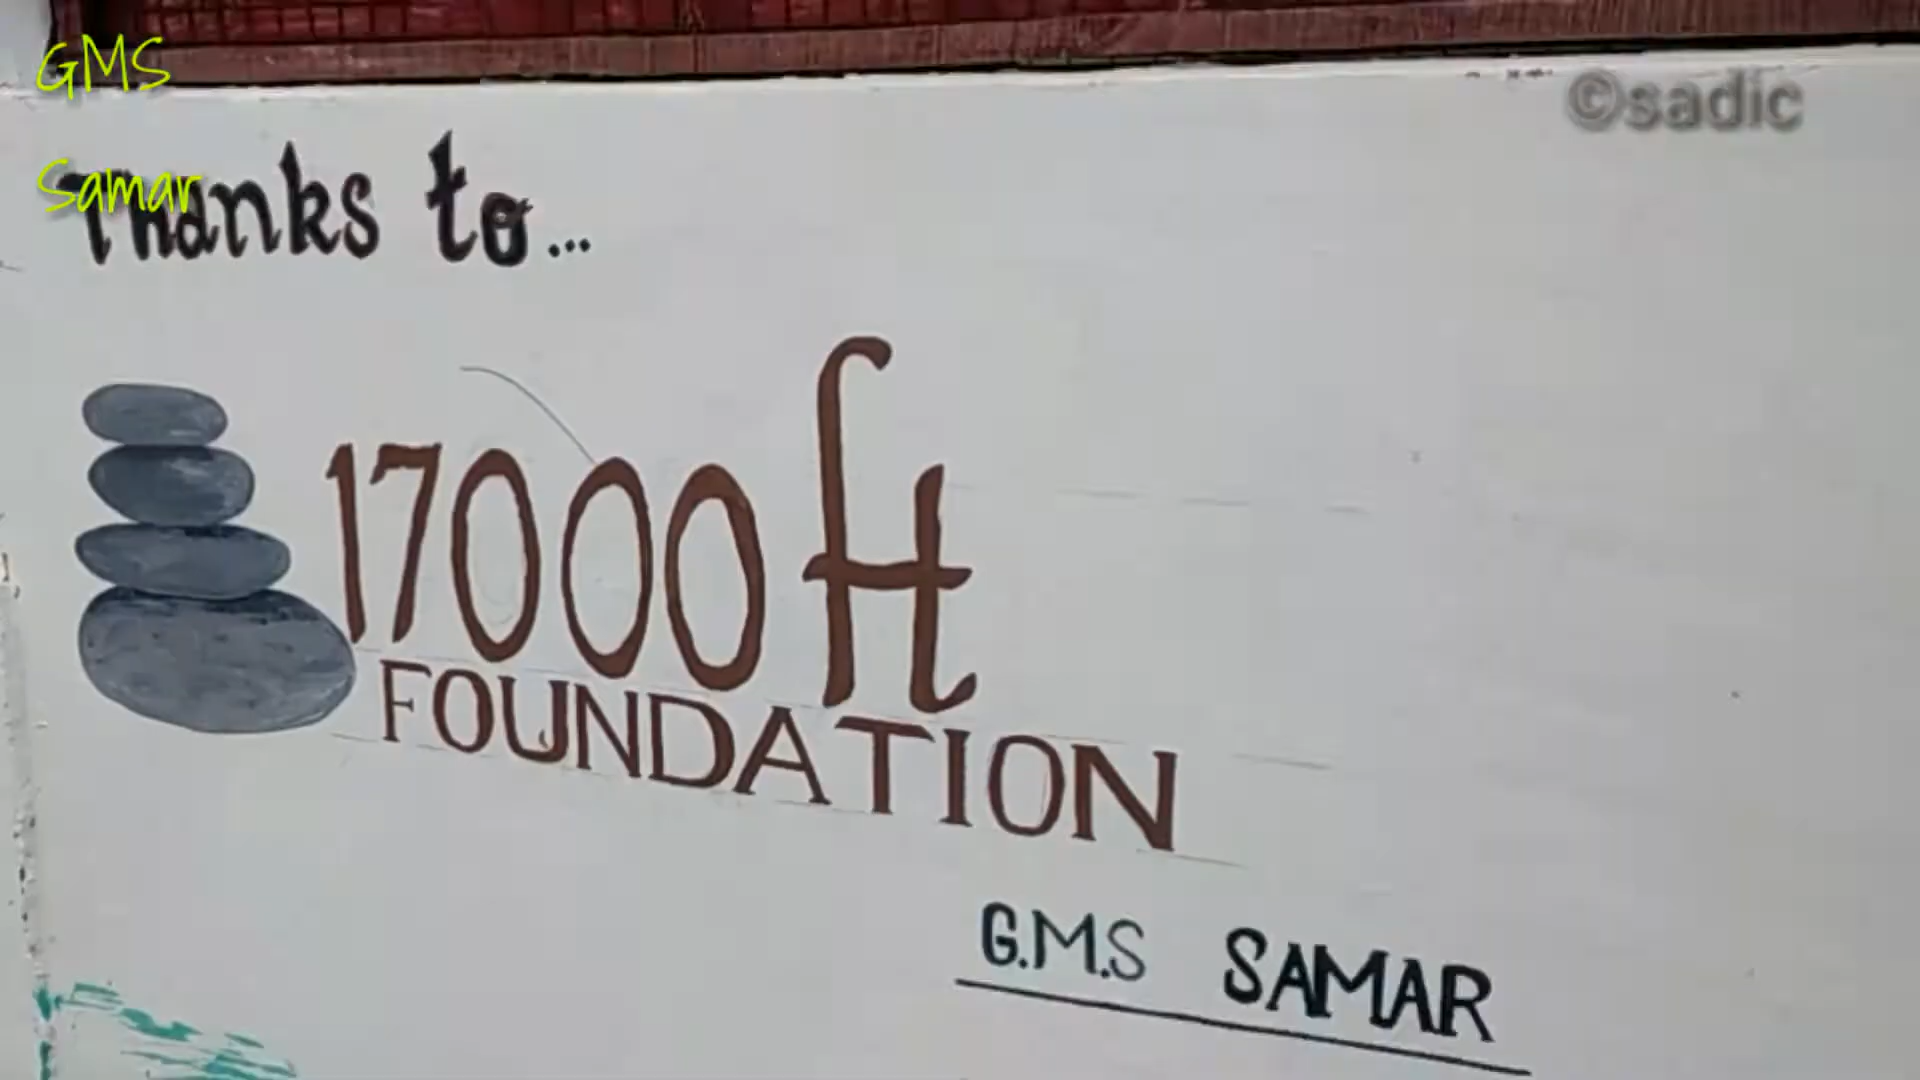 GMS
©sadic
Samar
Thanks to...
17000 ft
FOUNDATION
G.M.S SAMAR